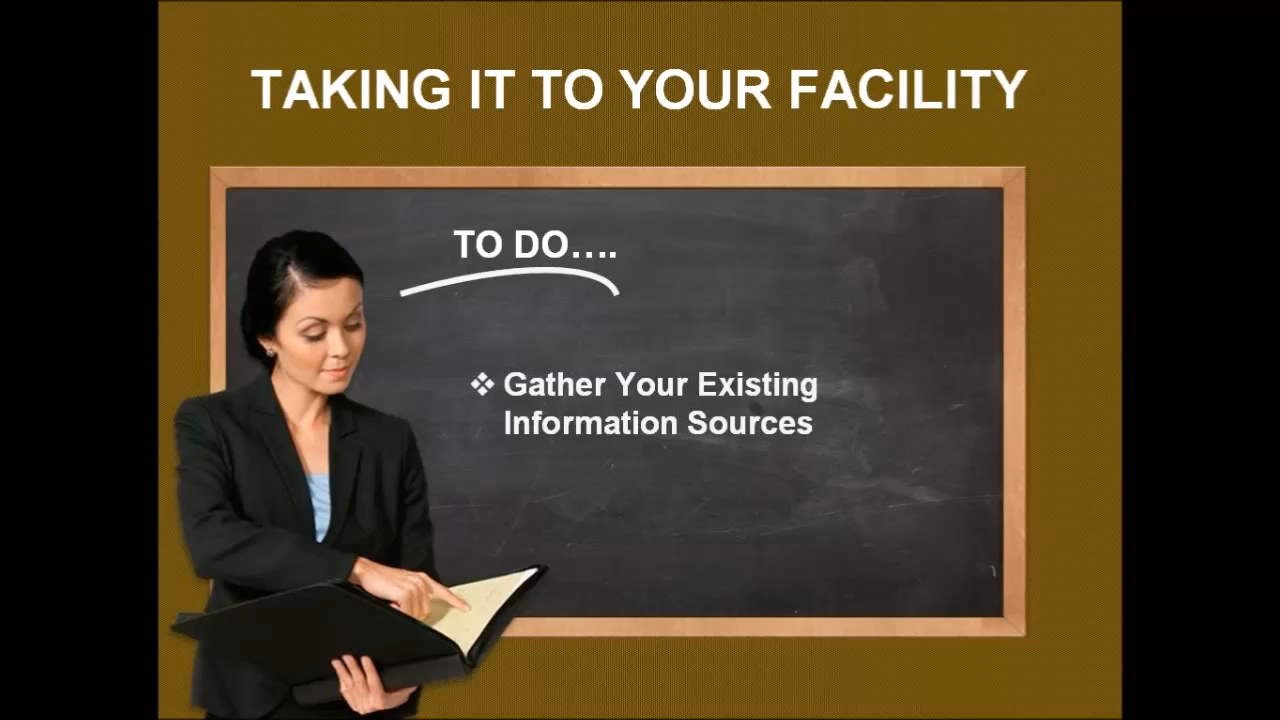 TAKING IT TO YOUR FACILITY
TO DO....
❖ Gather Your Existing
Information Sources